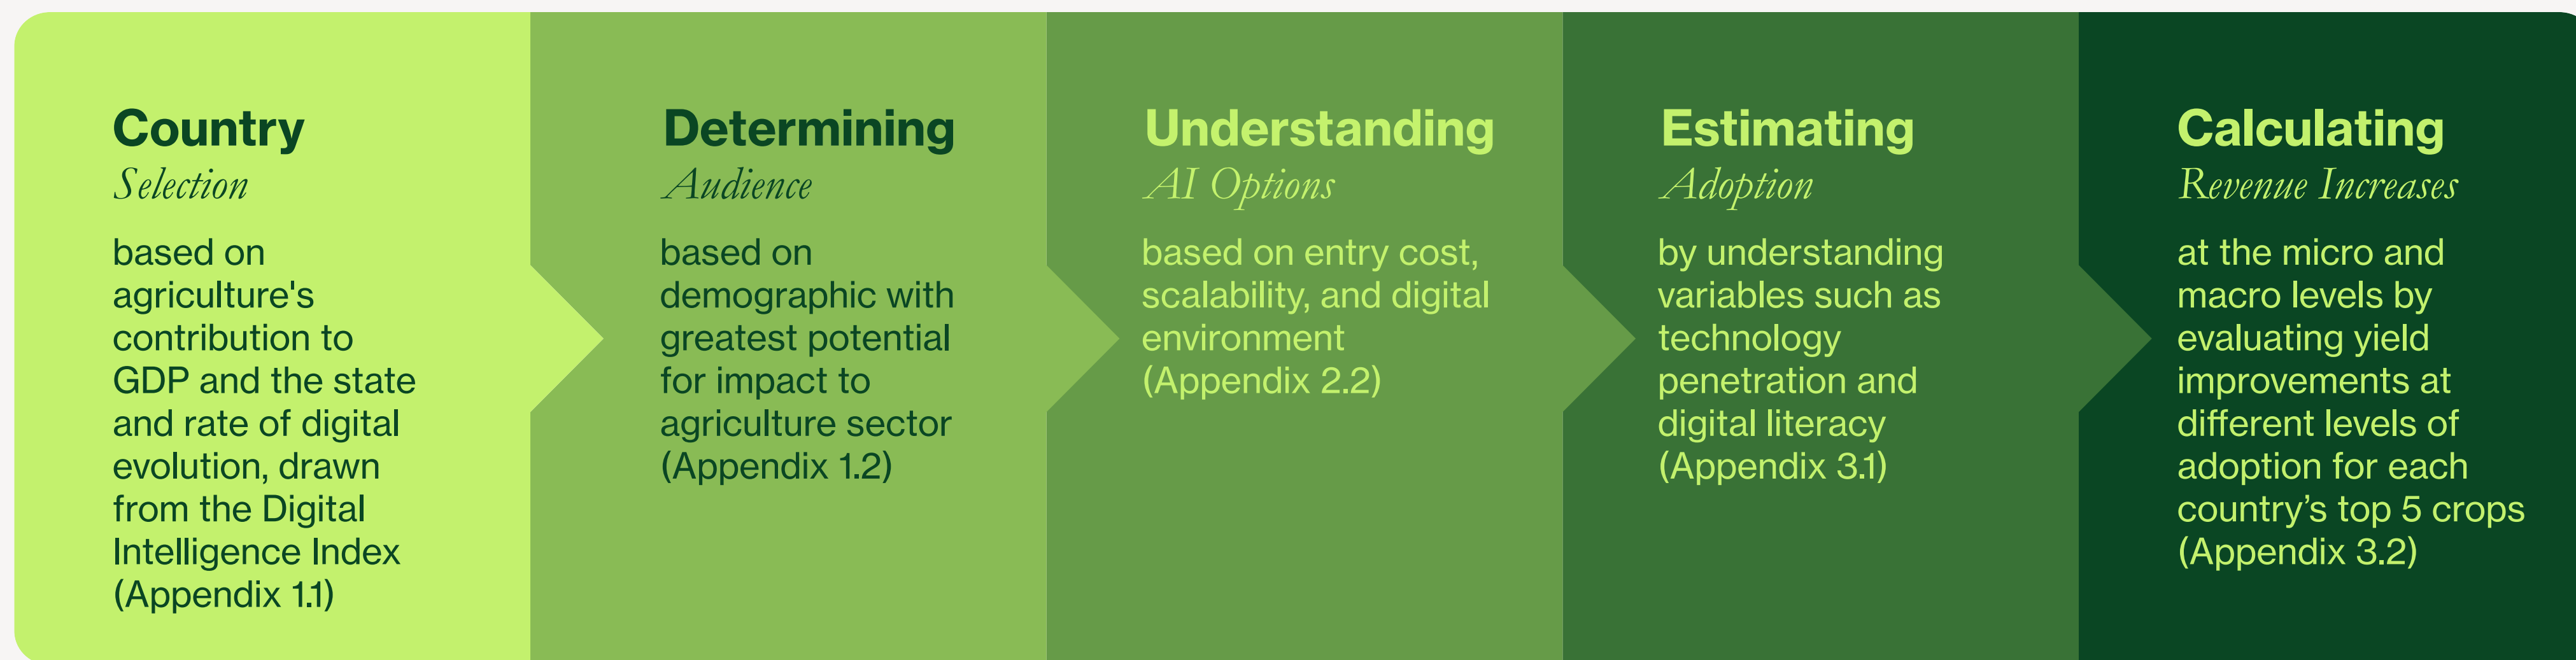 Country
Selection
based on
agriculture's
contribution to
GDP and the state
and rate of digital
evolution, drawn
from the Digital
Intelligence Index
(Appendix 1.1)
Determining
Audience
based on
demographic with
greatest potential
for impact to
agriculture sector
(Appendix 1.2)
Understanding
AI Options
based on entry cost,
scalability, and digital
environment
(Appendix 2.2)
Estimating
Adoption
by understanding
variables such as
technology
penetration and
digital literacy
(Appendix 3.1)
Calculating
Revenue Increases
at the micro and
macro levels by
evaluating yield
improvements at
different levels of
adoption for each
country’s top 5 crops
(Appendix 3.2)